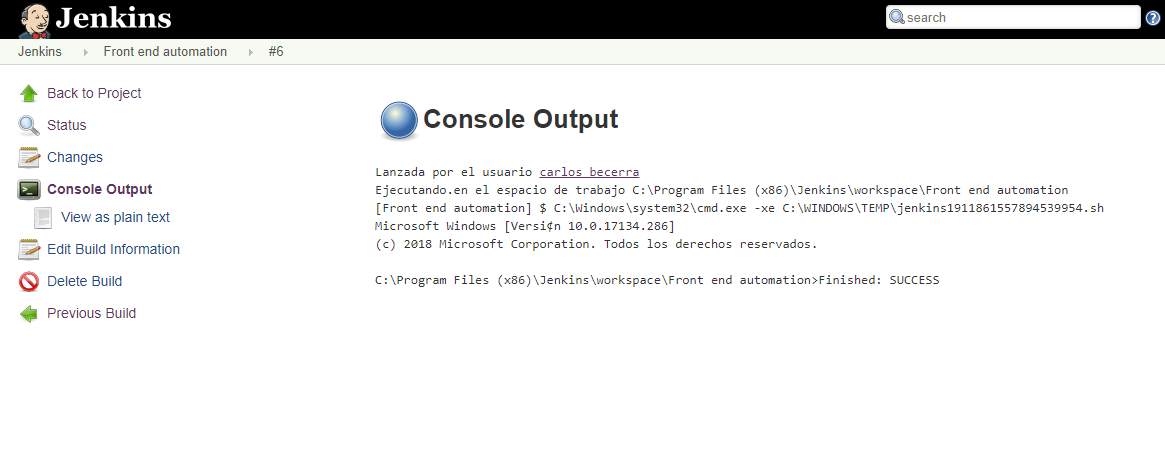 Jenkins
search
Jenkins Front end automation #6
Back to Project
Status
Changes
Console Output
View as plain text
Edit Build Information
Delete Build
Previous Build
Console Output
Lanzada por el usuario carlos becerra
Ejecutando.en el espacio de trabajo C:\Program Files (x86)\Jenkins\workspace\Front end automation
[Front end automation] $ C:\Windows\system32\cmd.exe -xe C:\WINDOWS\TEMP\jenkins1911861557894539954.sh
Microsoft Windows [Versi¢n 10.0.17134.286]
(c) 2018 Microsoft Corporation. Todos los derechos reservados.
C:\Program Files (x86)\Jenkins\workspace\Front end automation>Finished: SUCCESS